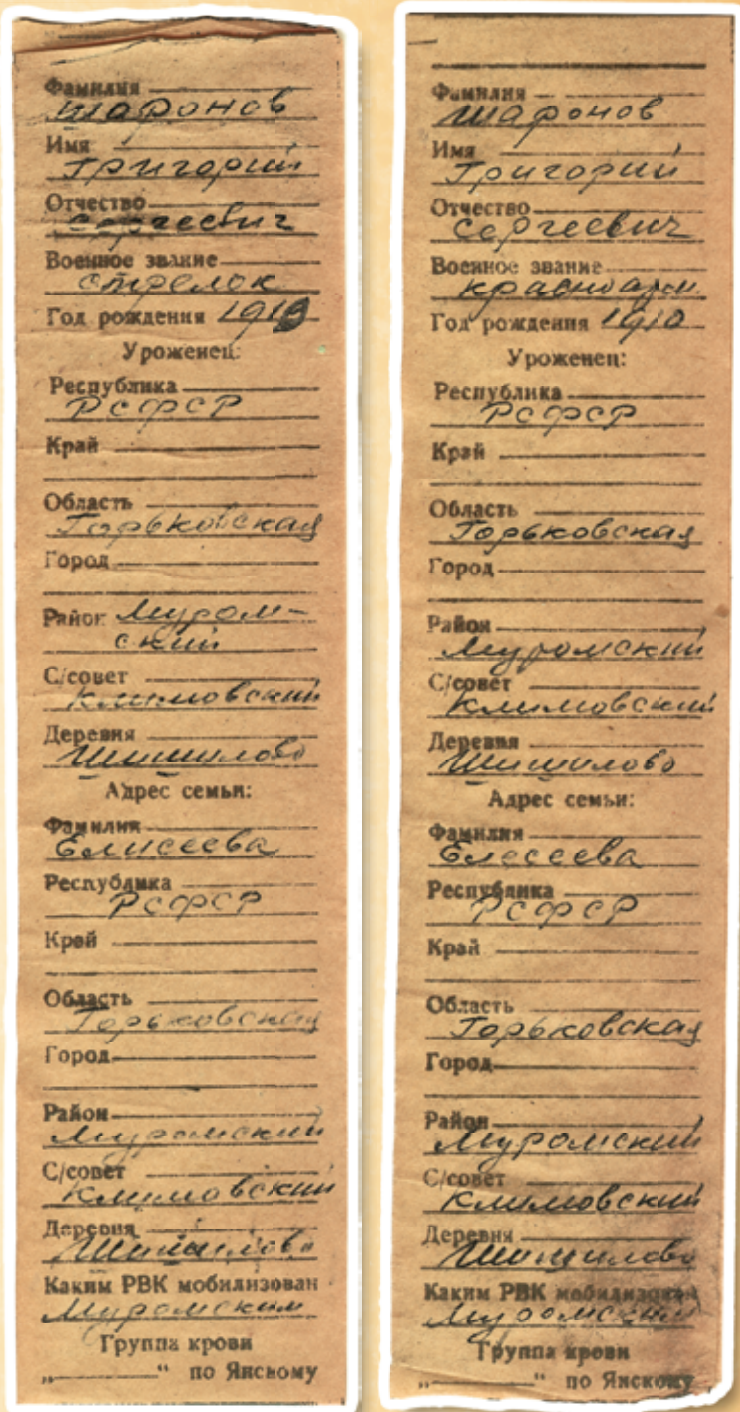 Фамилия
Шафонов
Имя
Григорий
Отчество
Сергеевич
Военное звание
стрелок
Год рождения 1910
Уроженец:
Республика
РСФСР
Край
Область
Горьковская
Город
Район Муром-
ский
С/совет
Климовский
Деревня
Шишилово
Адрес семьи:
Фамилия
Елисеева
Республика
РСФСР
Край
Область
Горьковская
Город
Район
Муромский
С/совет
Климовский
Деревня
Шишилово
Каким РВК мобилизован
Муромским
Группа крови
„ “ по Янскому
Фамилия
Шафонов
Имя
Григорий
Отчество
Сергеевич
Военное звание
красноарм.
Год рождения 1910
Уроженец:
Республика
РСФСР
Край
Область
Горьковская
Город
Район
Муромский
С/совет
Климовский
Деревня
Шишилово
Адрес семьи:
Фамилия
Елесеева
Республика
РСФСР
Край
Область
Горьковская
Город
Район
Муромский
С/совет
Климовский
Деревня
Шишилово
Каким РВК мобилизован
Муромским
Группа крови
„ “ по Янскому